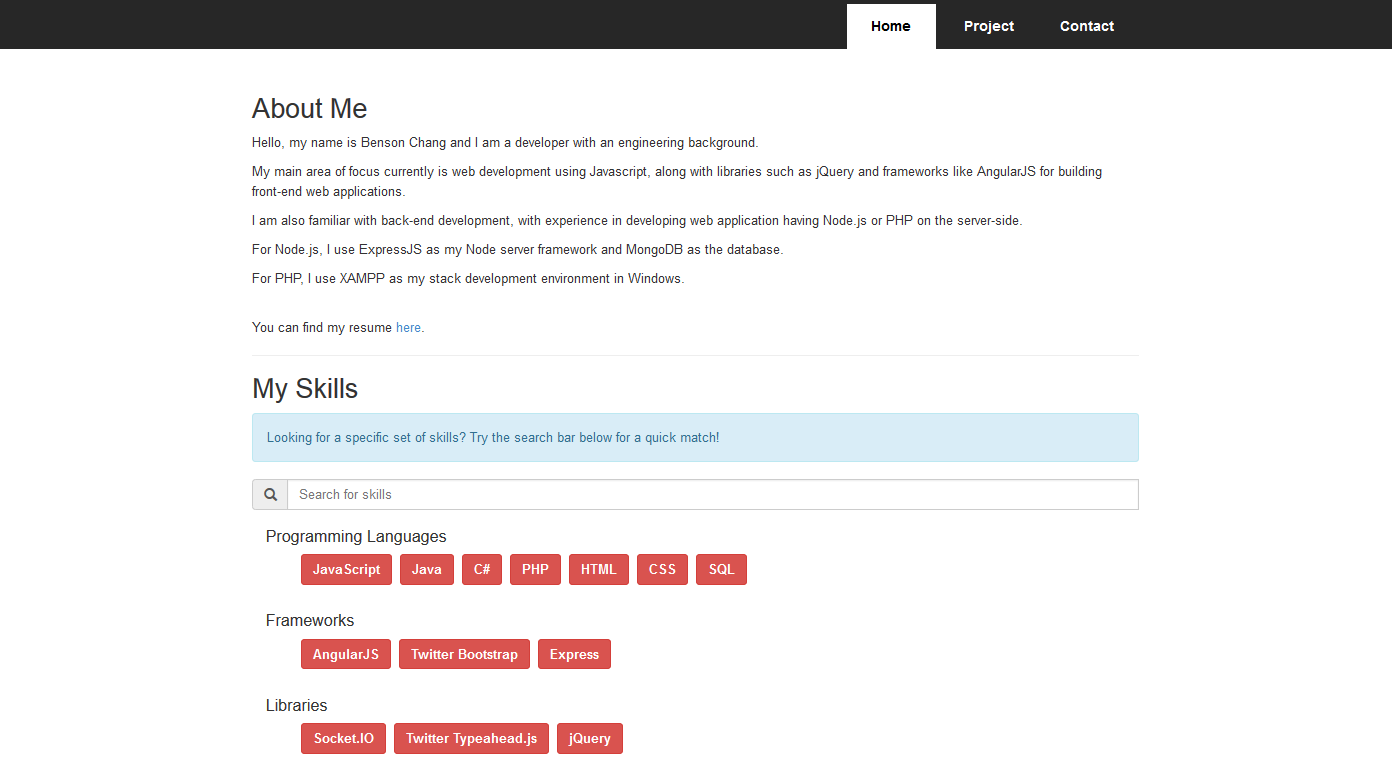 Home Project Contact
About Me
Hello, my name is Benson Chang and I am a developer with an engineering background.
My main area of focus currently is web development using Javascript, along with libraries such as jQuery and frameworks like AngularJS for building
front-end web applications.
I am also familiar with back-end development, with experience in developing web application having Node.js or PHP on the server-side.
For Node.js, I use ExpressJS as my Node server framework and MongoDB as the database.
For PHP, I use XAMPP as my stack development environment in Windows.
You can find my resume here.
My Skills
Looking for a specific set of skills? Try the search bar below for a quick match!
Search for skills
Programming Languages
JavaScript Java C# PHP HTML CSS SQL
Frameworks
AngularJS Twitter Bootstrap Express
Libraries
Socket.IO Twitter Typeahead.js jQuery